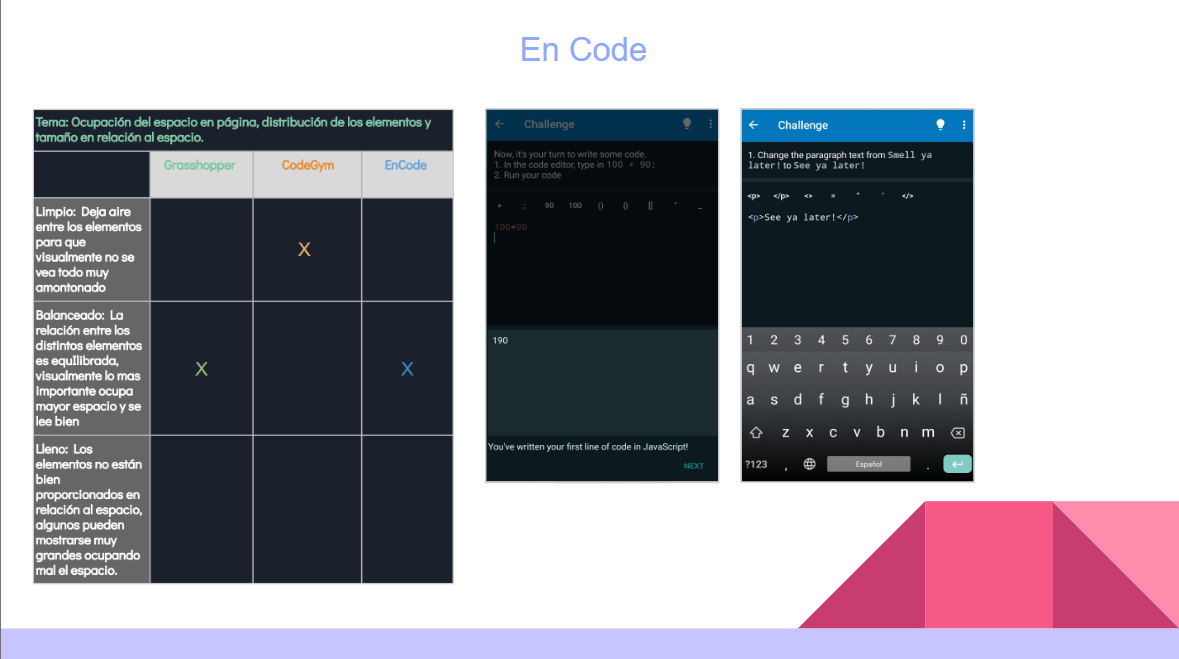 En Code
Tema: Ocupación del espacio en página, distribución de los elementos y
tamaño en relación al espacio.
Grasshopper CodeGym EnCode
Limpio: Deja aire
entre los elementos
para que
visualmente no se
vea todo muy
amontonado
X
Balanceado: La
relación entre los
distintos elementos
es equIlibrada,
visualmente lo mas
importante ocupa
mayor espacio y se
lee bien
X X
Lleno: Los
elementos no están
bien
proporcionados en
relación al espacio,
algunos pueden
mostrarse muy
grandes ocupando
mal el espacio.
Challenge
Now, it's your turn to write some code.
1. In the code editor, type in 100 + 90;
2. Run your code
+ ; 90 100 () {} [] " _
100+90
190
You've written your first line of code in JavaScript!
NEXT
Challenge
1. Change the paragraph text from Smell ya
later! to See ya later!
<p> </p> <> = " ' </>
<p>See ya later!</p>
1 2 3 4 5 6 7 8 9 0
q w e r t y u i o p
a s d f g h j k l ñ
z x c v b n m
?123 , Español .